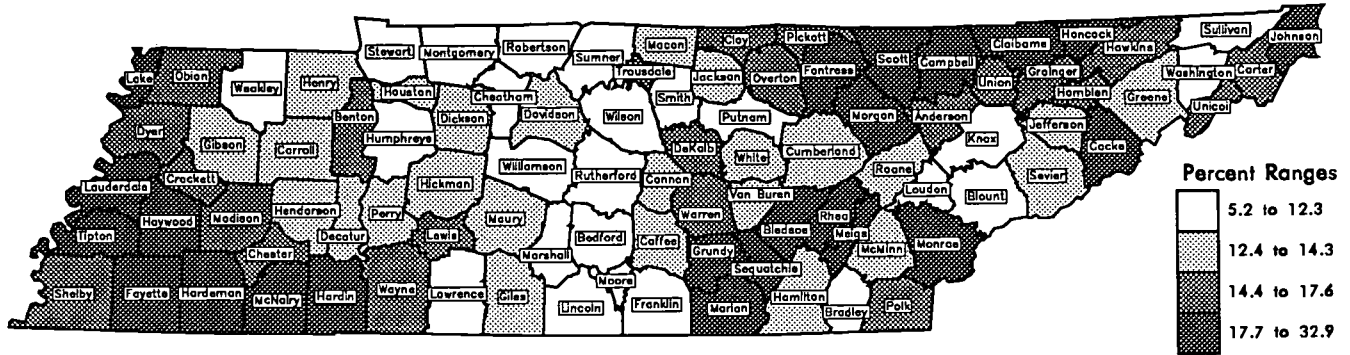 Stewart Montgomery Robertson Sumner Macon Clay Pickett Scott Campbell Claiborne Hancock Hawkins Sullivan Johnson
Lake Obion Weakley Henry Houston Cheatham Trousdale Jackson Overton Fentress Union Grainger Hamblen Washington Carter
Dyer Gibson Carroll Benton Humphreys Dickson Davidson Wilson Smith Putnam Morgan Anderson Knox Jefferson Greene Unicoi
Lauderdale Crockett Henderson Perry Hickman Williamson Rutherford Cannon DeKalb White Cumberland Roane Loudon Blount Sevier Cocke
Tipton Haywood Madison Chester Decatur Lewis Maury Marshall Bedford Coffee Warren Van Buren Bledsoe Rhea Meigs McMinn Monroe
Shelby Fayette Hardeman McNairy Hardin Wayne Lawrence Giles Lincoln Moore Franklin Grundy Sequatchie Marion Hamilton Bradley Polk
Percent Ranges
5.2 to 12.3
12.4 to 14.3
14.4 to 17.6
17.7 to 32.9